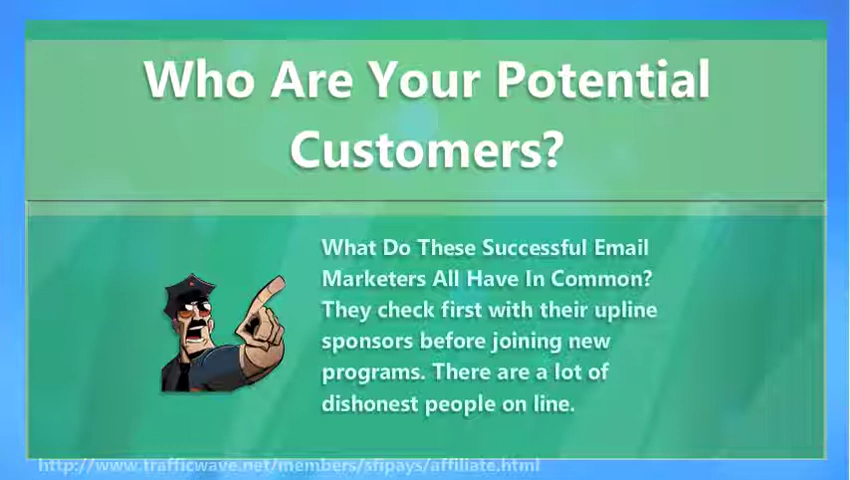 Who Are Your Potential
Customers?
What Do These Successful Email
Marketers All Have In Common?
They check first with their upline
sponsors before joining new
programs. There are a lot of
dishonest people on line.
http://www.trafficwave.net/members/sfipays/affiliate.html